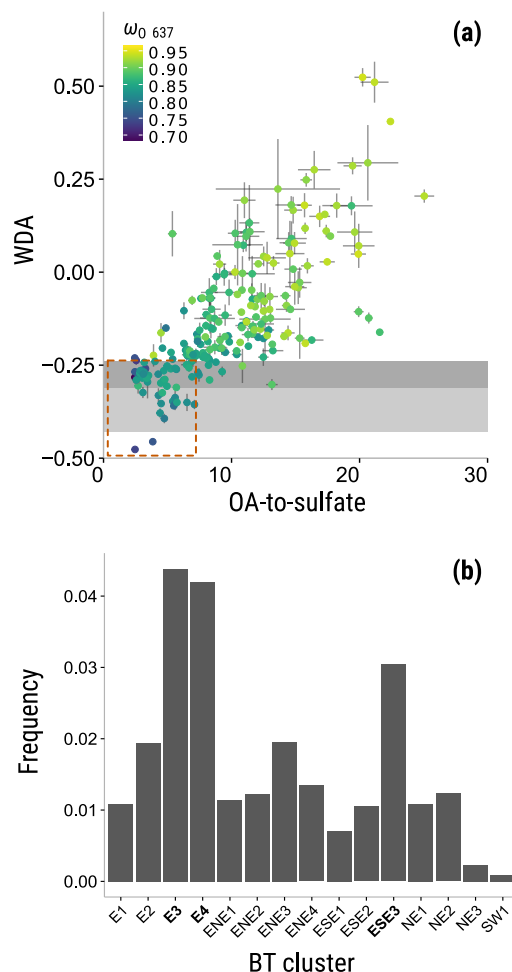 (a)
ω0 637
0.95
0.90
0.85
0.80
0.75
0.70
WDA
0.50
0.25
0.00
−0.25
−0.50
0
10
20
30
OA-to-sulfate
(b)
Frequency
0.04
0.03
0.02
0.01
0.00
E1
E2
E3
E4
ENE1
ENE2
ENE3
ENE4
ESE1
ESE2
ESE3
NE1
NE2
NE3
SW1
BT cluster